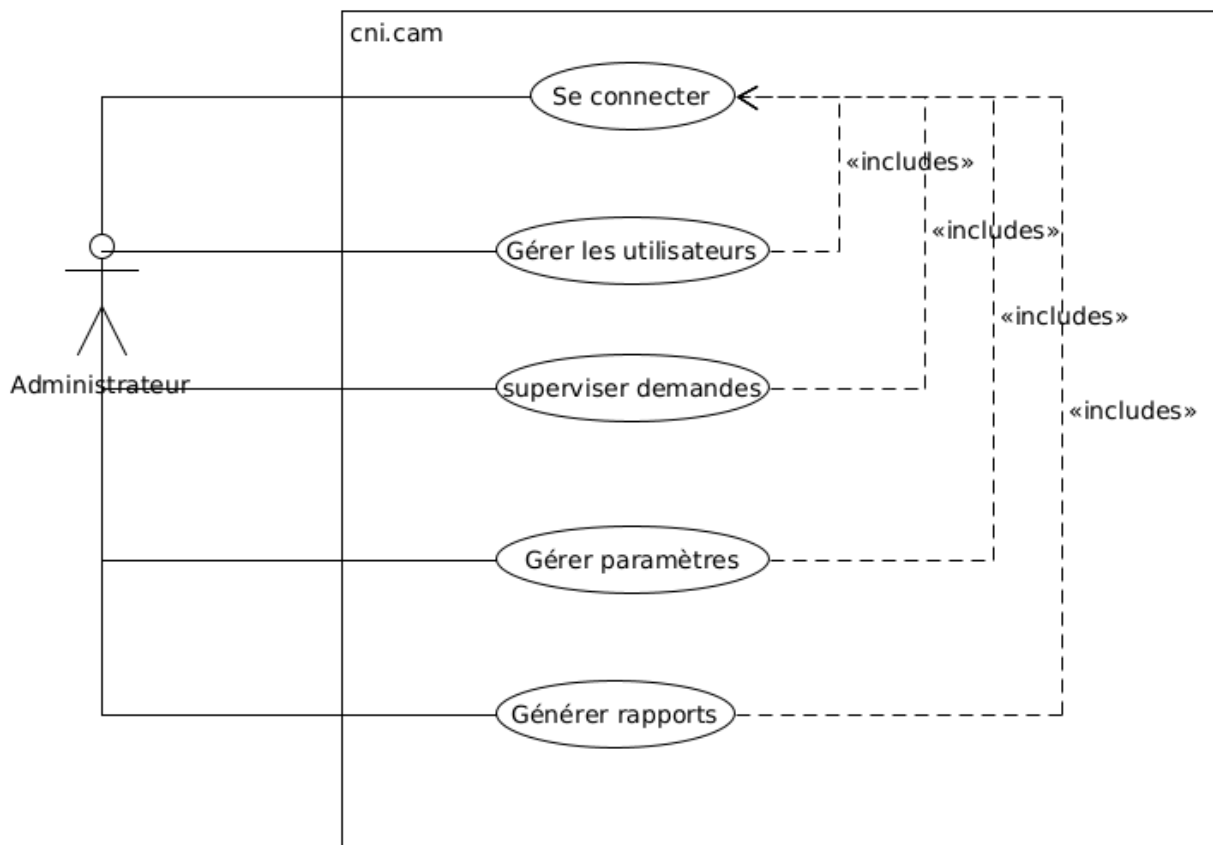 cni.cam
Se connecter
«includes»
Gérer les utilisateurs
«includes»
«includes»
Administrateur
superviser demandes
«includes»
Gérer paramètres
Générer rapports